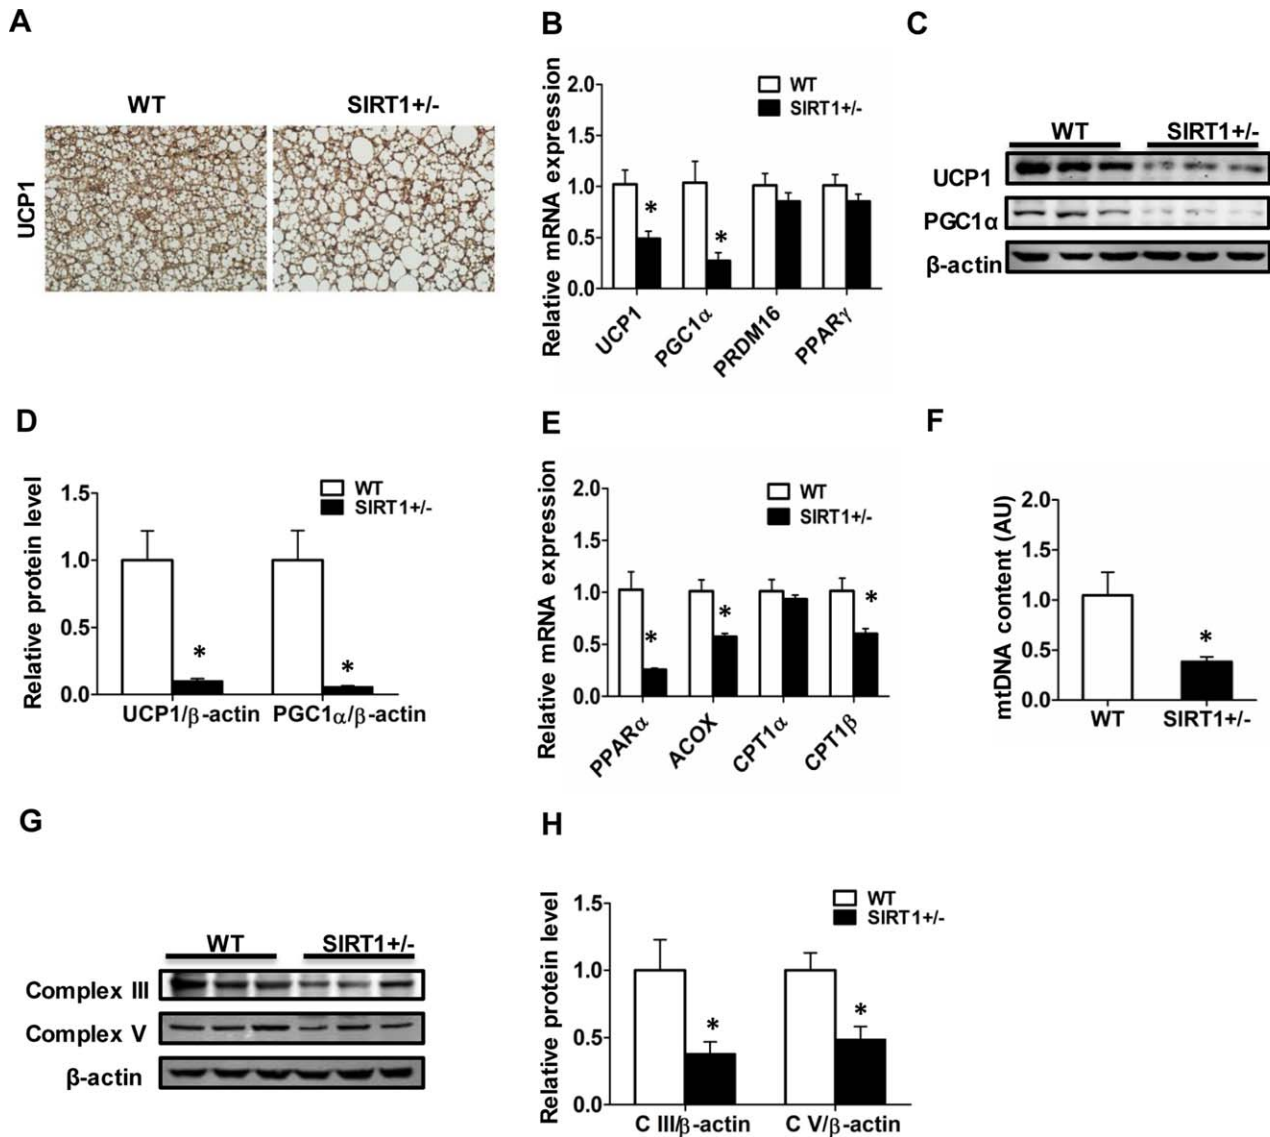 A
WT SIRT1+/-
UCP1
B
Relative mRNA expression
WT
SIRT1+/-
2.0
1.5
1.0
0.5
0.0
*
*
UCP1 PGC1α PRDM16 PPARγ
C
WT SIRT1+/-
UCP1
PGC1α
β-actin
D
Relative protein level
WT
SIRT1+/-
1.5
1.0
0.5
0.0
*
*
UCP1/β-actin PGC1α/β-actin
E
Relative mRNA expression
WT
SIRT1+/-
2.0
1.5
1.0
0.5
0.0
*
*
*
PPARα ACOX CPT1α CPT1β
F
mtDNA content (AU)
2.0
1.5
1.0
0.5
0.0
*
WT SIRT1+/-
G
WT SIRT1+/-
Complex III
Complex V
β-actin
H
Relative protein level
WT
SIRT1+/-
1.5
1.0
0.5
0.0
*
*
C III/β-actin C V/β-actin